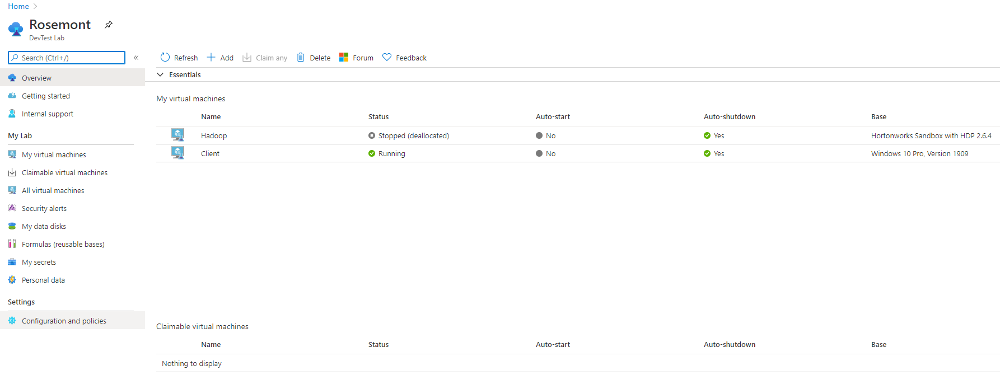 Home
Rosemont
DevTest Lab
Search (Ctrl+/)
«
Overview
Getting started
Internal support
My Lab
My virtual machines
Claimable virtual machines
All virtual machines
Security alerts
My data disks
Formulas (reusable bases)
My secrets
Personal data
Settings
Configuration and policies
Refresh Add Claim any Delete Forum Feedback
Essentials
My virtual machines
Name Status Auto-start Auto-shutdown Base
Hadoop Stopped (deallocated) No Yes Hortonworks Sandbox with HDP 2.6.4
Client Running No Yes Windows 10 Pro, Version 1909
Claimable virtual machines
Name Status Auto-start Auto-shutdown Base
Nothing to display